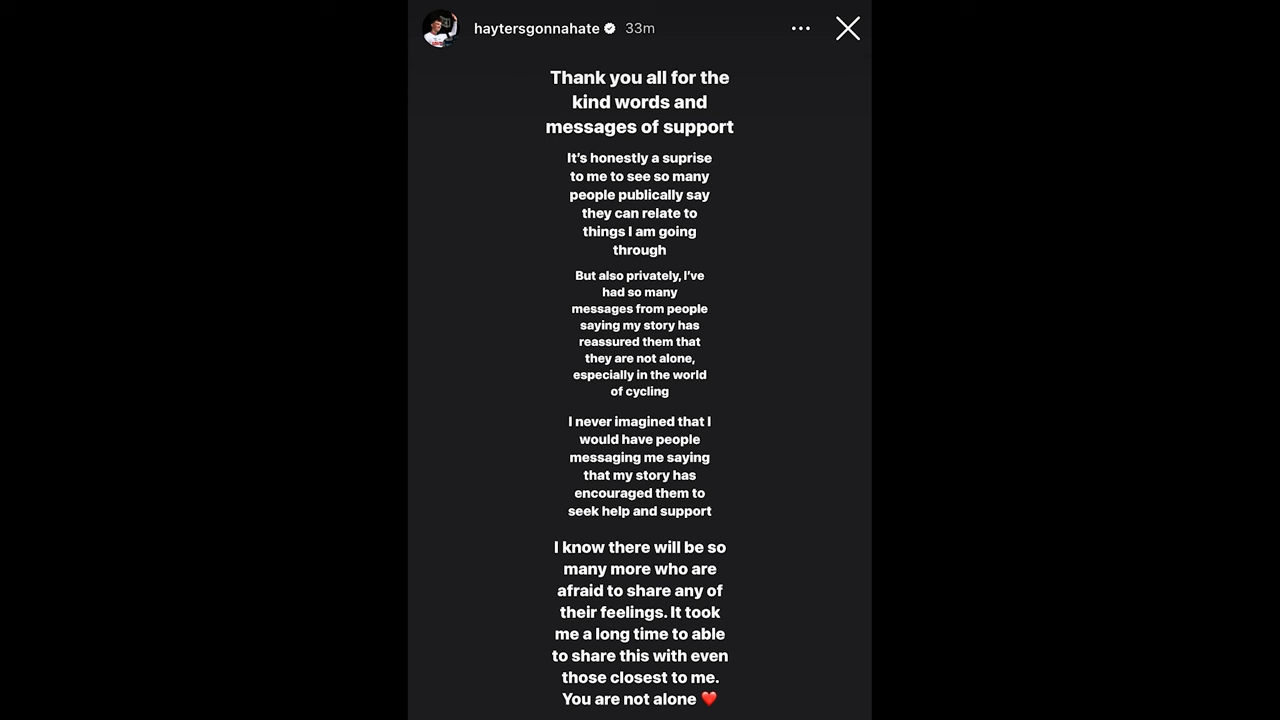 haytersgonnahate 33m
Thank you all for the
kind words and
messages of support
It's honestly a suprise
to me to see so many
people publically say
they can relate to
things I am going
through
But also privately, I've
had so many
messages from people
saying my story has
reassured them that
they are not alone,
especially in the world
of cycling
I never imagined that I
would have people
messaging me saying
that my story has
encouraged them to
seek help and support
I know there will be so
many more who are
afraid to share any of
their feelings. It took
me a long time to able
to share this with even
those closest to me.
You are not alone ❤️